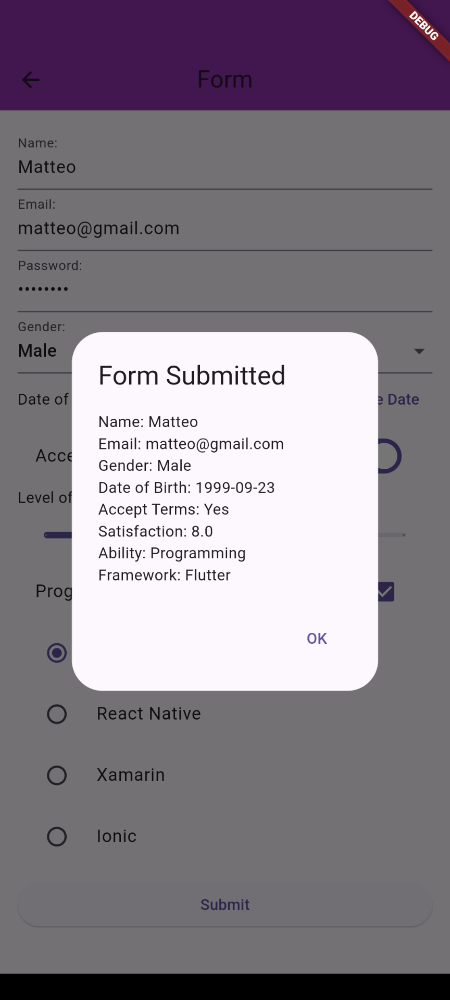 DEBUG
Form
Name:
Matteo
Email:
matteo@gmail.com
Password:
••••••••
Gender:
Male
Form Submitted
Date of
e Date
Name: Matteo
Email: matteo@gmail.com
Acce
Gender: Male
Date of Birth: 1999-09-23
Level of
Accept Terms: Yes
Satisfaction: 8.0
Ability: Programming
Framework: Flutter
Prog
OK
React Native
Xamarin
Ionic
Submit